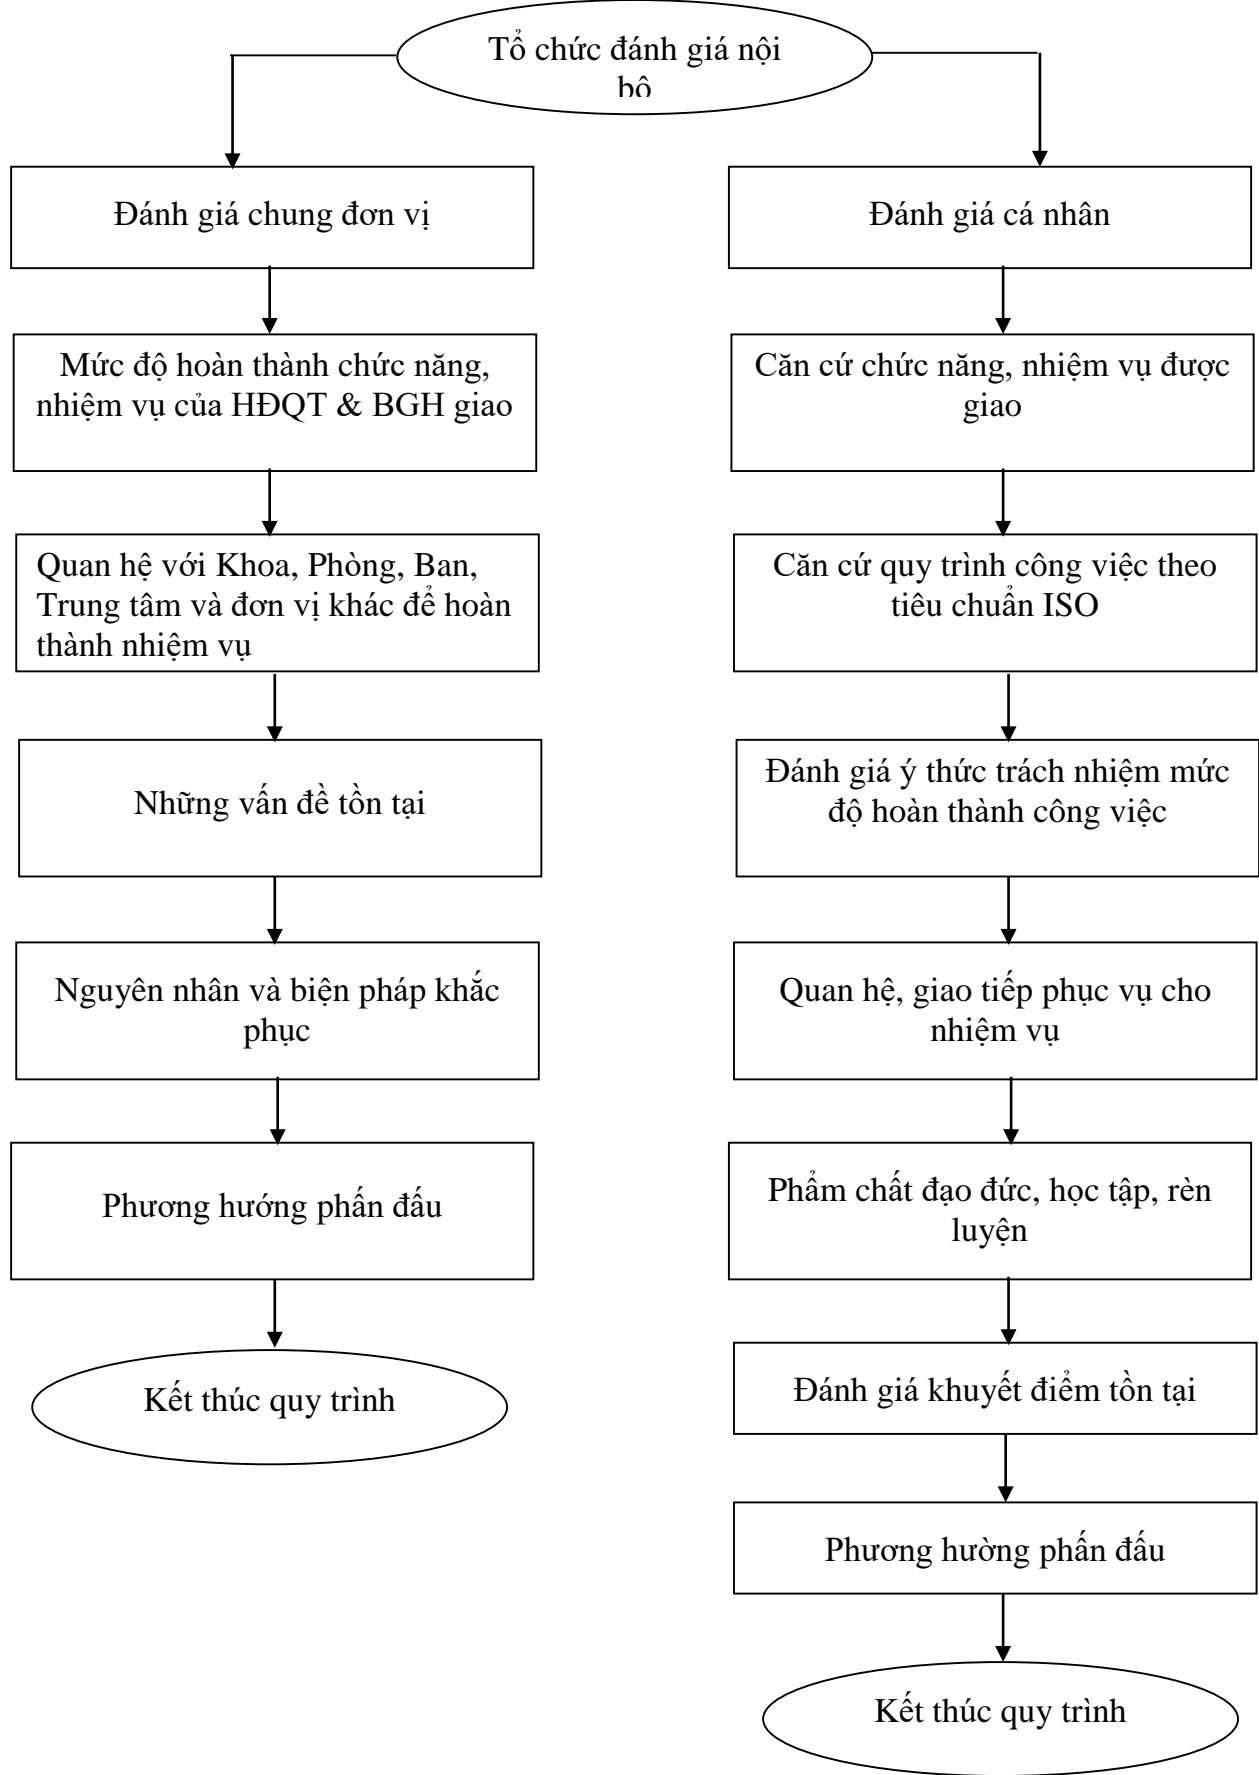 Tổ chức đánh giá nội
bộ
Đánh giá chung đơn vị
Mức độ hoàn thành chức năng,
nhiệm vụ của HĐQT & BGH giao
Quan hệ với Khoa, Phòng, Ban,
Trung tâm và đơn vị khác để hoàn
thành nhiệm vụ
Những vấn đề tồn tại
Nguyên nhân và biện pháp khắc
phục
Phương hướng phấn đấu
Kết thúc quy trình
Đánh giá cá nhân
Căn cứ chức năng, nhiệm vụ được
giao
Căn cứ quy trình công việc theo
tiêu chuẩn ISO
Đánh giá ý thức trách nhiệm mức
độ hoàn thành công việc
Quan hệ, giao tiếp phục vụ cho
nhiệm vụ
Phẩm chất đạo đức, học tập, rèn
luyện
Đánh giá khuyết điểm tồn tại
Phương hường phấn đấu
Kết thúc quy trình